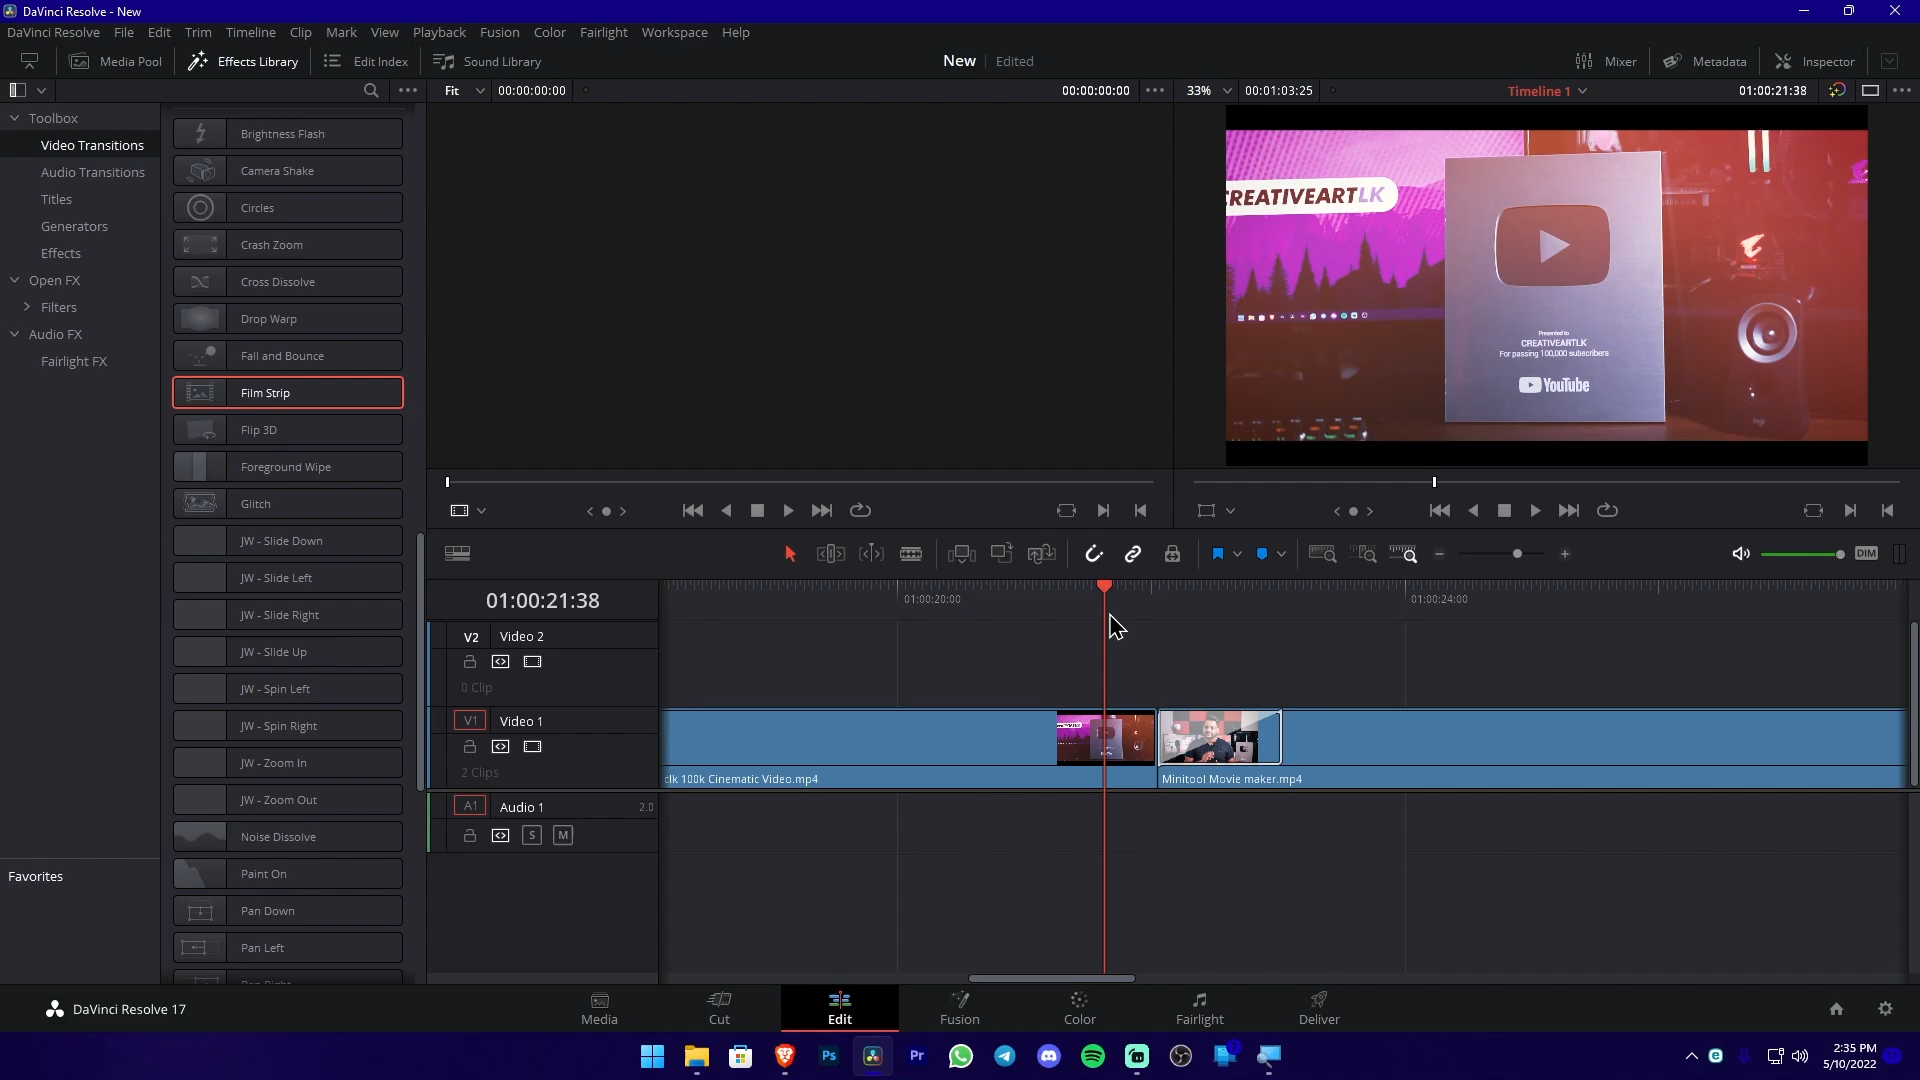 DaVinci Resolve - New
DaVinci Resolve File Edit Trim Timeline Clip Mark View Playback Fusion Color Fairlight Workspace Help
Media Pool Effects Library Edit Index Sound Library New Edited Mixer Metadata Inspector
Fit 00:00:00:00 00:00:00:00 33% 00:01:03:25 Timeline 1 01:00:21:38
Toolbox
Video Transitions
Audio Transitions
Titles
Generators
Effects
Open FX
Filters
Audio FX
Fairlight FX
Favorites
Brightness Flash
Camera Shake
Circles
Crash Zoom
Cross Dissolve
Drop Warp
Fall and Bounce
Film Strip
Flip 3D
Foreground Wipe
Glitch
JW - Slide Down
JW - Slide Left
JW - Slide Right
JW - Slide Up
JW - Spin Left
JW - Spin Right
JW - Zoom In
JW - Zoom Out
Noise Dissolve
Paint On
Pan Down
Pan Left
CREATIVEARTLK
Presented to
CREATIVEARTLK
For passing 100,000 subscribers
YouTube
DIM
01:00:21:38 01:00:20:00 01:00:24:00
V2 Video 2
0 Clip
V1 Video 1
2 Clips
clk 100k Cinematic Video.mp4 Minitool Movie maker.mp4
A1 Audio 1 2.0
S M
DaVinci Resolve 17 Media Cut Edit Fusion Color Fairlight Deliver
Ps Pr
2:35 PM
5/10/2022